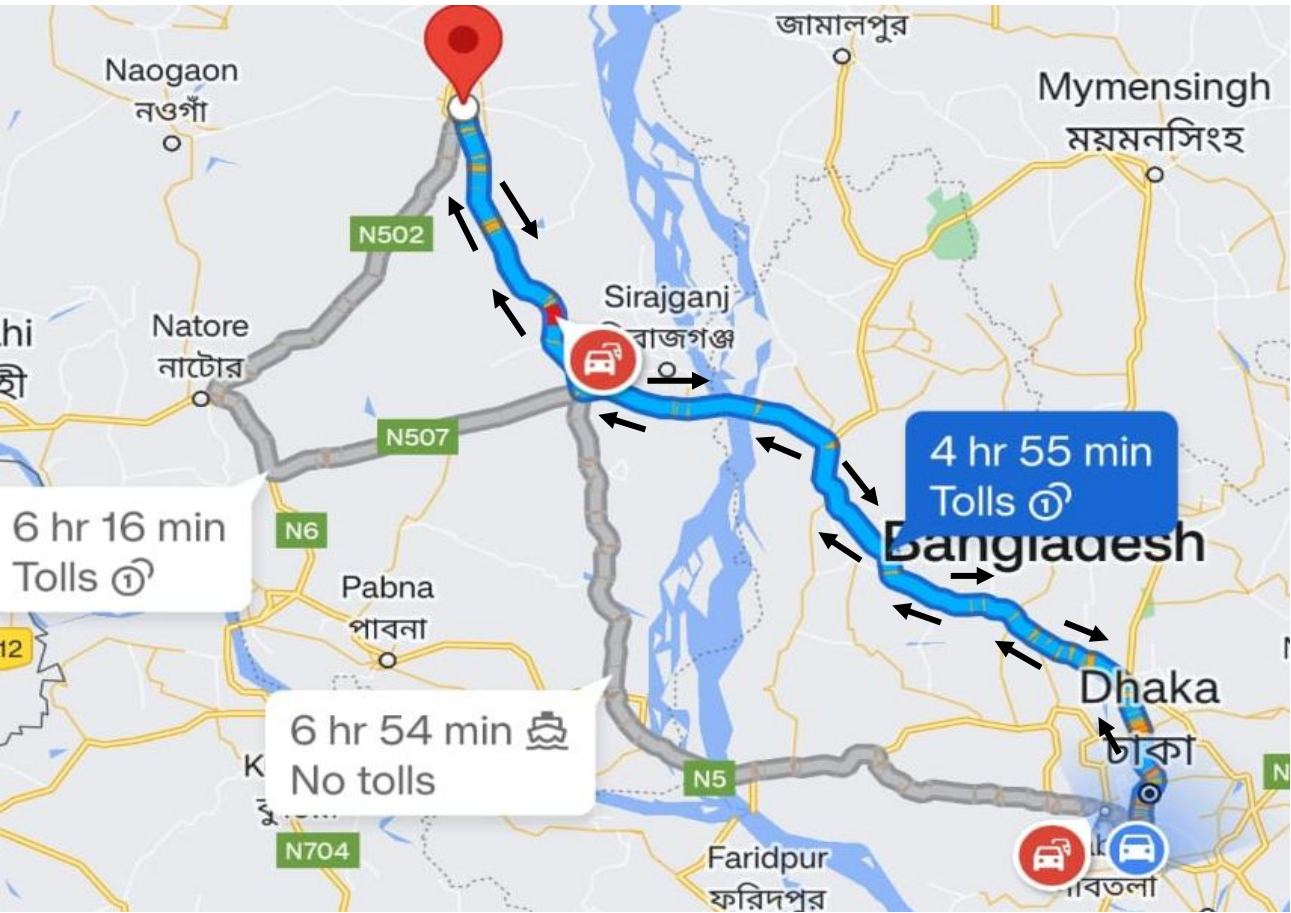 জামালপুর
Naogaon
নওগাঁ
Mymensingh
ময়মনসিংহ
N502
Sirajganj
Natore
নাটোর
N507
4 hr 55 min
Tolls
Bangladesh
6 hr 16 min
Tolls
N6
Pabna
পাবনা
12
Dhaka
ঢাকা
6 hr 54 min
No tolls
N5
N704
Faridpur
ফরিদপুর